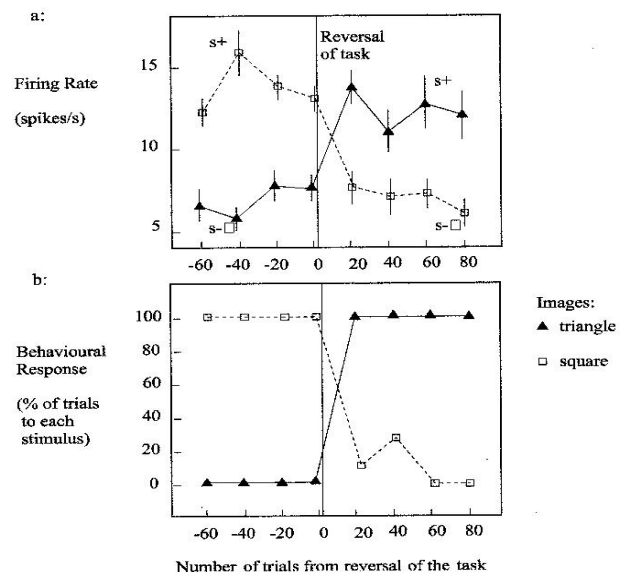 a:
s+
Reversal
of task
s+
Firing Rate
(spikes/s)
15
10
5
s-
s-
-60 -40 -20 0 20 40 60 80
b:
Images:
triangle
square
Behavioural
Response
(% of trials
to each
stimulus)
100
80
60
40
20
0
-60 -40 -20 0 20 40 60 80
Number of trials from reversal of the task